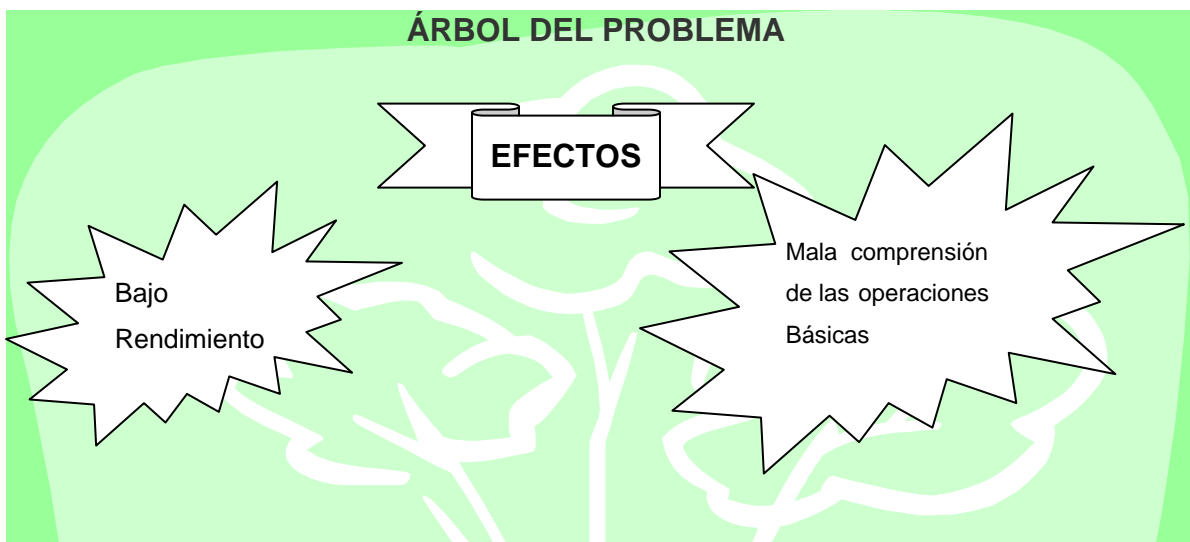 ÁRBOL DEL PROBLEMA
EFECTOS
Bajo
Rendimiento
Mala comprensión
de las operaciones
Básicas